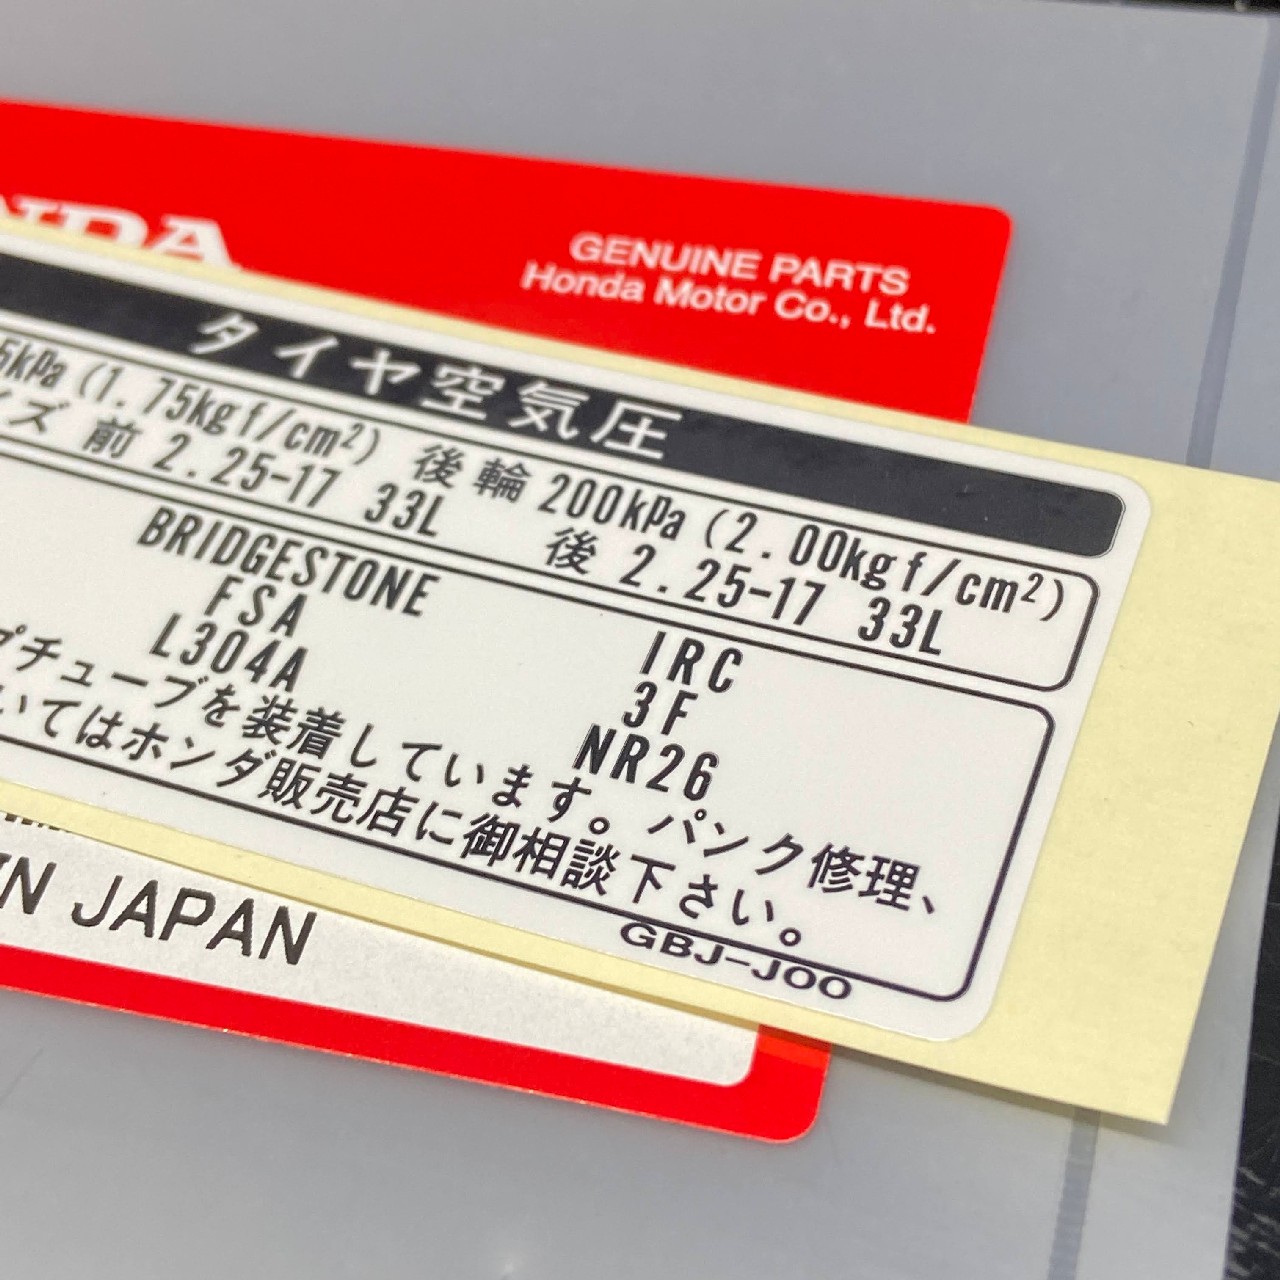 NDA
GENUINE PARTS
Honda Motor Co., Ltd.
タイヤ空気圧
5kPa (1.75kgf/cm²) 後輪 200kPa (2.00kgf/cm²)
イズ 前 2.25-17 33L 後 2.25-17 33L
BRIDGESTONE IRC
FSA 3F
L304A NR26
プチューブを装着しています。パンク修理、
いてはホンダ販売店に御相談下さい。
GBJ-J00
IN JAPAN